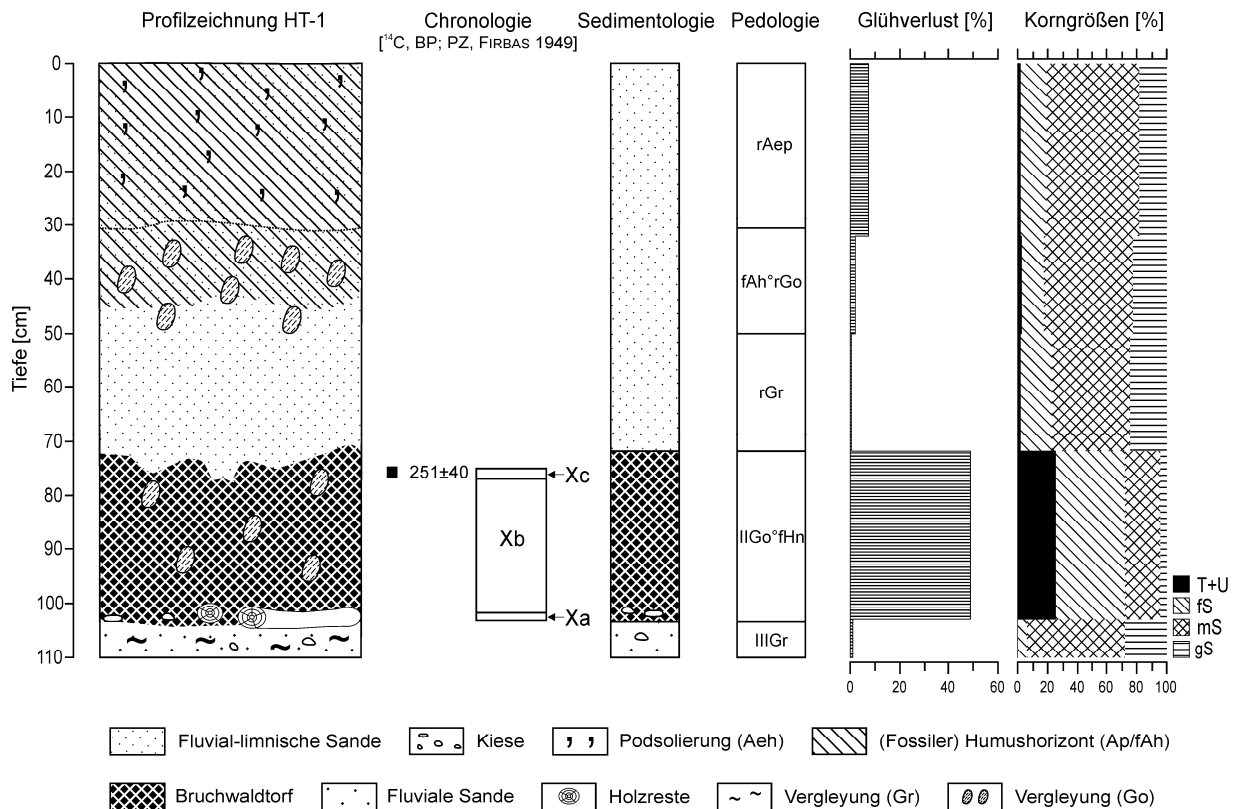 Profilzeichnung HT-1
Chronologie
[¹⁴C, BP; PZ, FIRBAS 1949]
Sedimentologie
Pedologie
Glühverlust [%]
Korngrößen [%]
Tiefe [cm]
0
10
20
30
40
50
60
70
80
90
100
110
251±40
Xc
Xb
Xa
rAep
fAh°rGo
rGr
IIGo°fHn
IIIGr
0 20 40 60
0 20 40 60 80 100
T+U
fS
mS
gS
Fluvial-limnische Sande
Kiese
Podsolierung (Aeh)
(Fossiler) Humushorizont (Ap/fAh)
Bruchwaldtorf
Fluviale Sande
Holzreste
Vergleyung (Gr)
Vergleyung (Go)